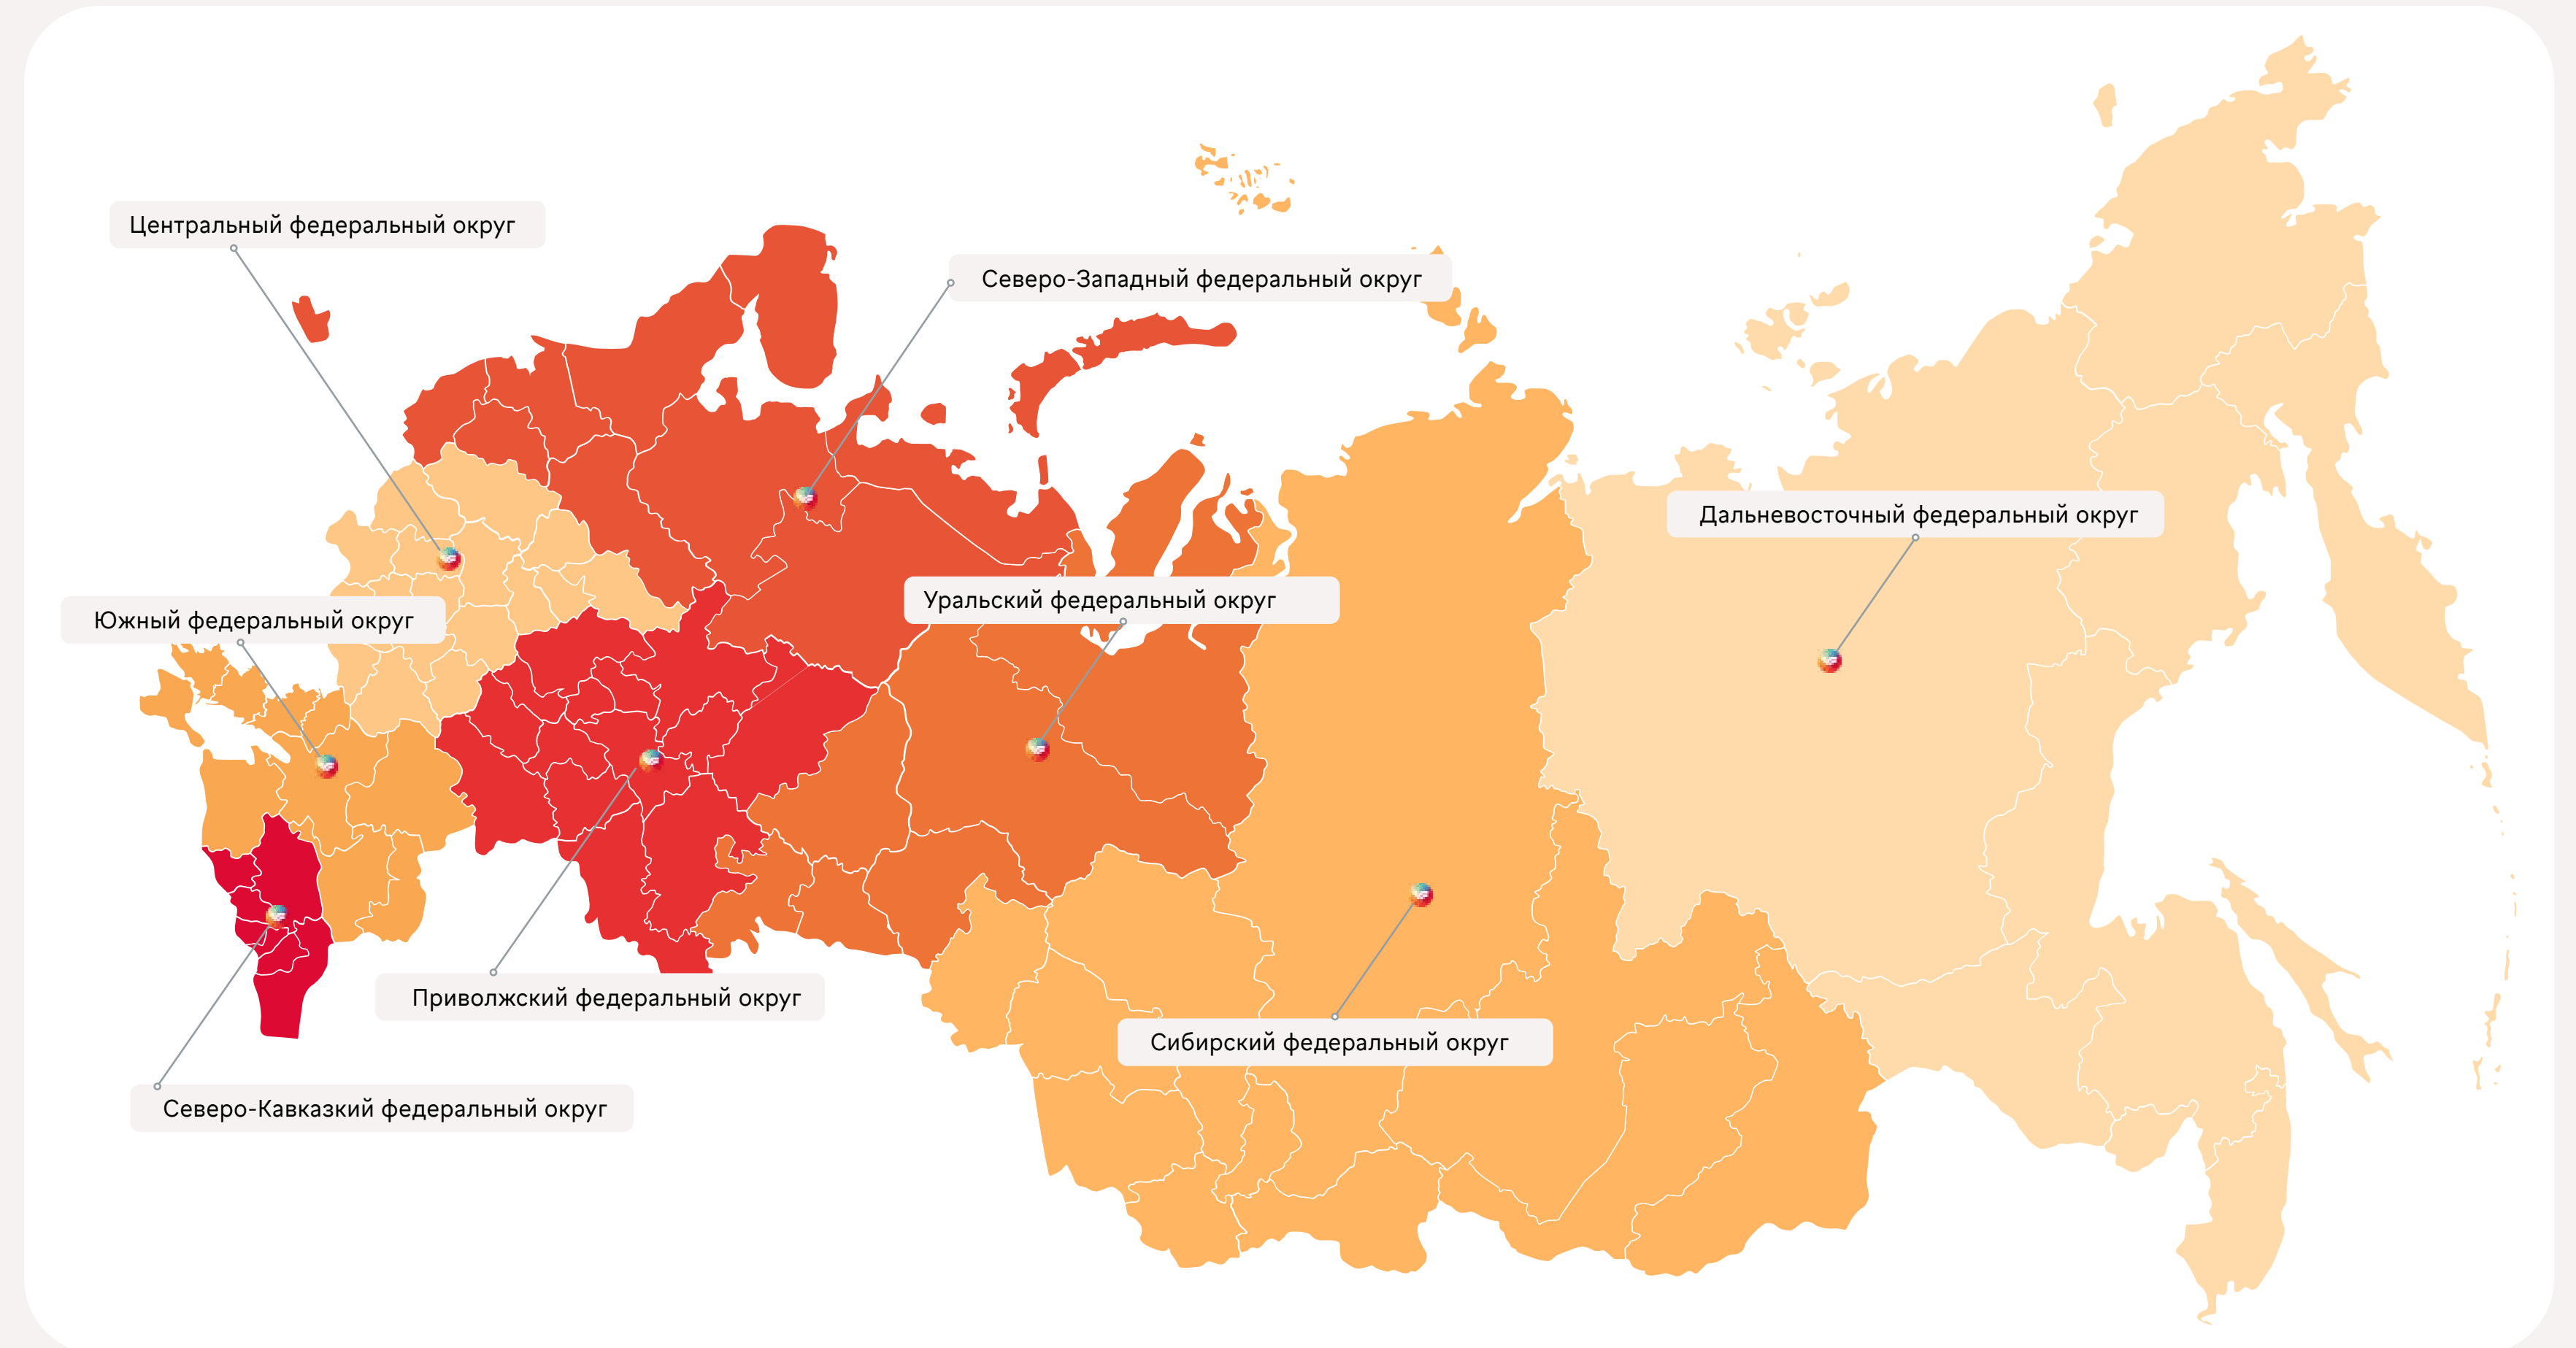 Центральный федеральный округ
Северо-Западный федеральный округ
Дальневосточный федеральный округ
Уральский федеральный округ
Южный федеральный округ
Приволжский федеральный округ
Сибирский федеральный округ
Северо-Кавказкий федеральный округ